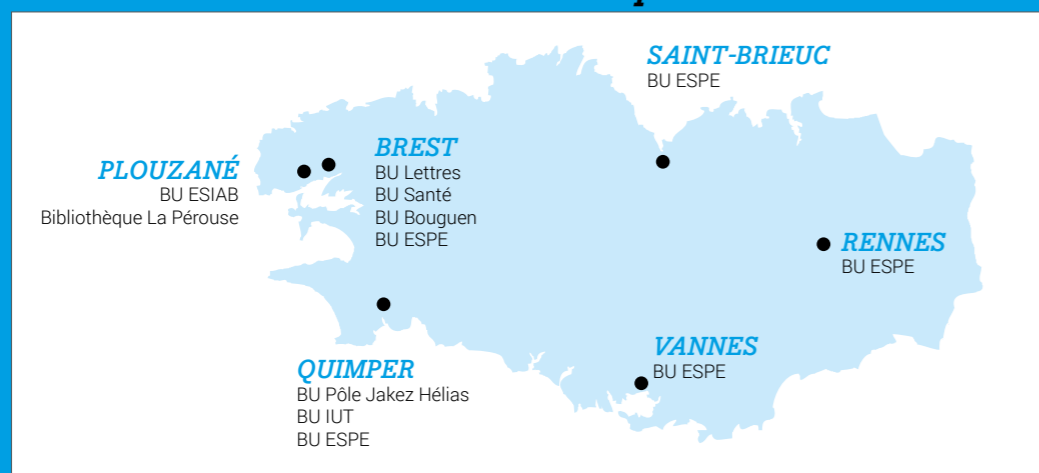 SAINT-BRIEUC
BU ESPE
PLOUZANÉ
BU ESIAB
Bibliothèque La Pérouse
BREST
BU Lettres
BU Santé
BU Bouguen
BU ESPE
RENNES
BU ESPE
QUIMPER
BU Pôle Jakez Hélias
BU IUT
BU ESPE
VANNES
BU ESPE